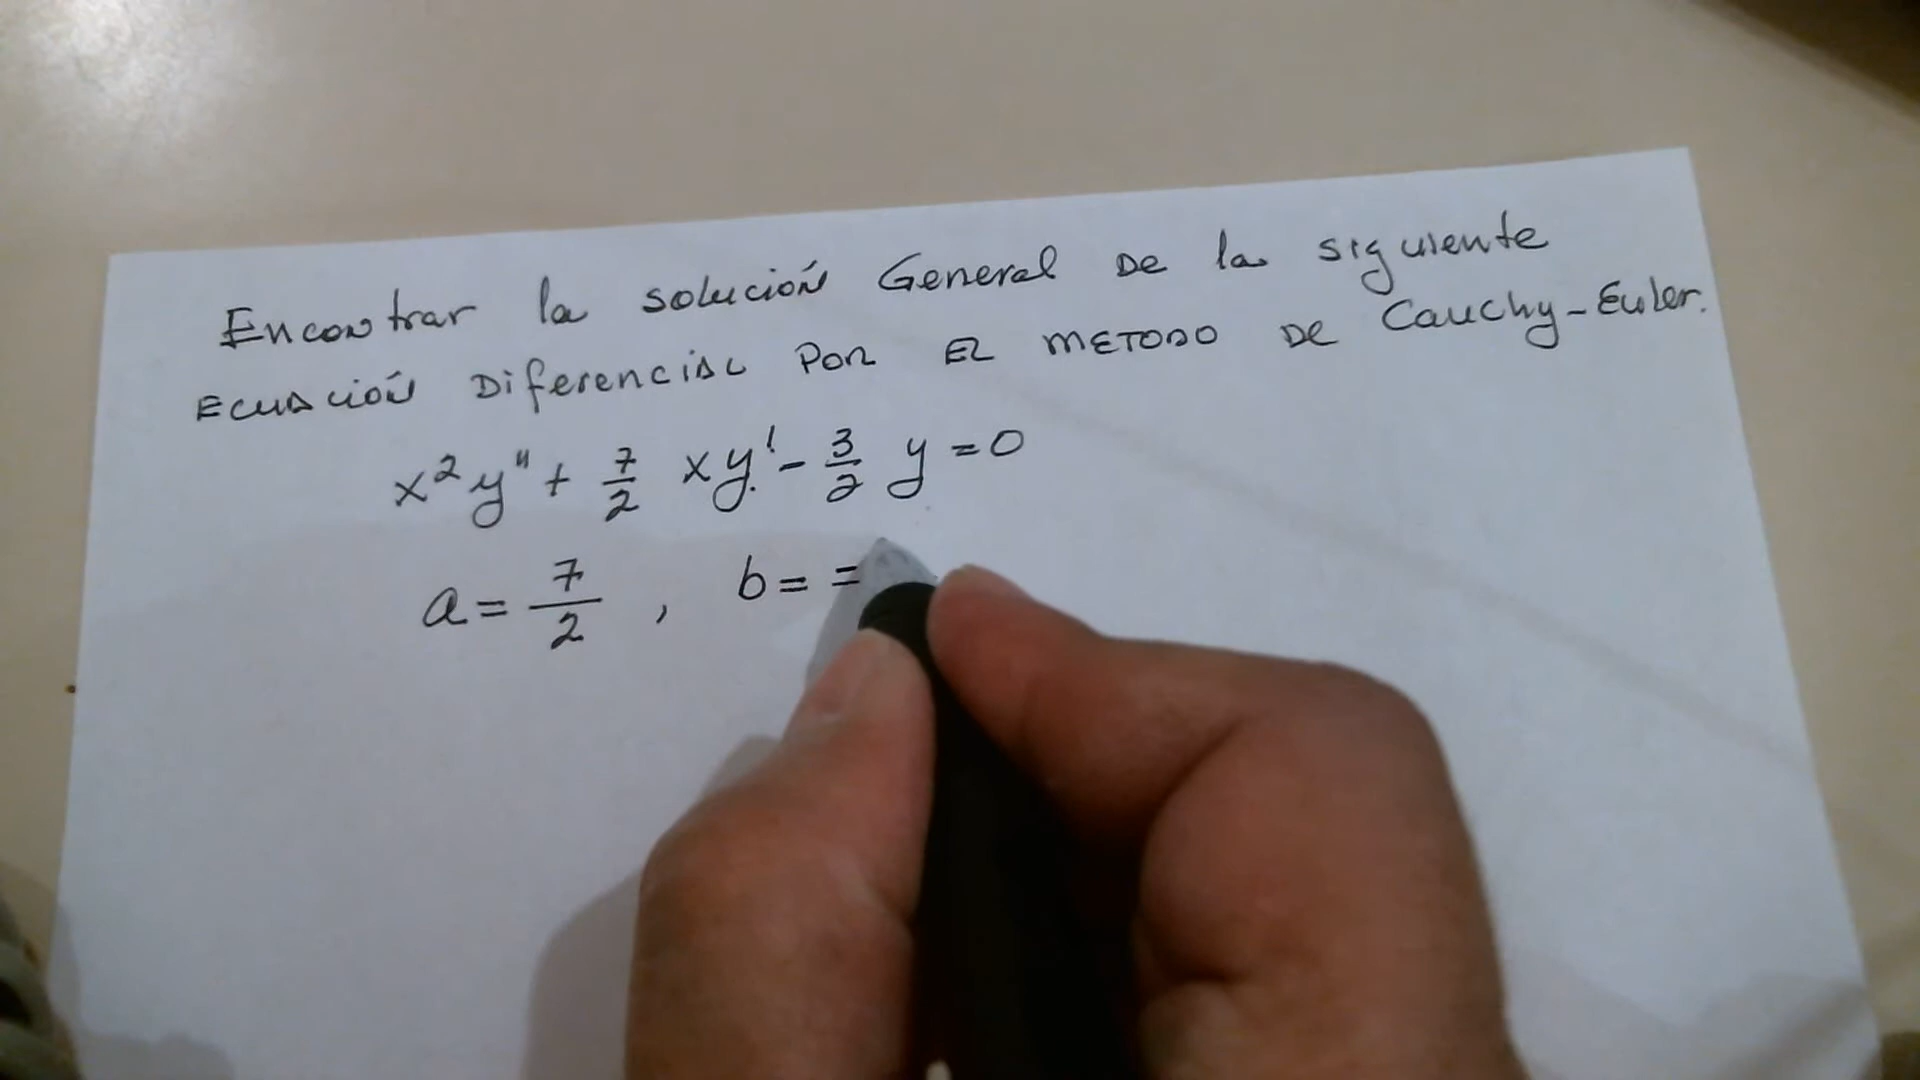 Encontrar la solución General De la siguiente
Ecuación Diferencial Por El metodo De Cauchy-Euler.
x² y'' + 7/2 xy' - 3/2 y = 0
a = 7/2 , b = =